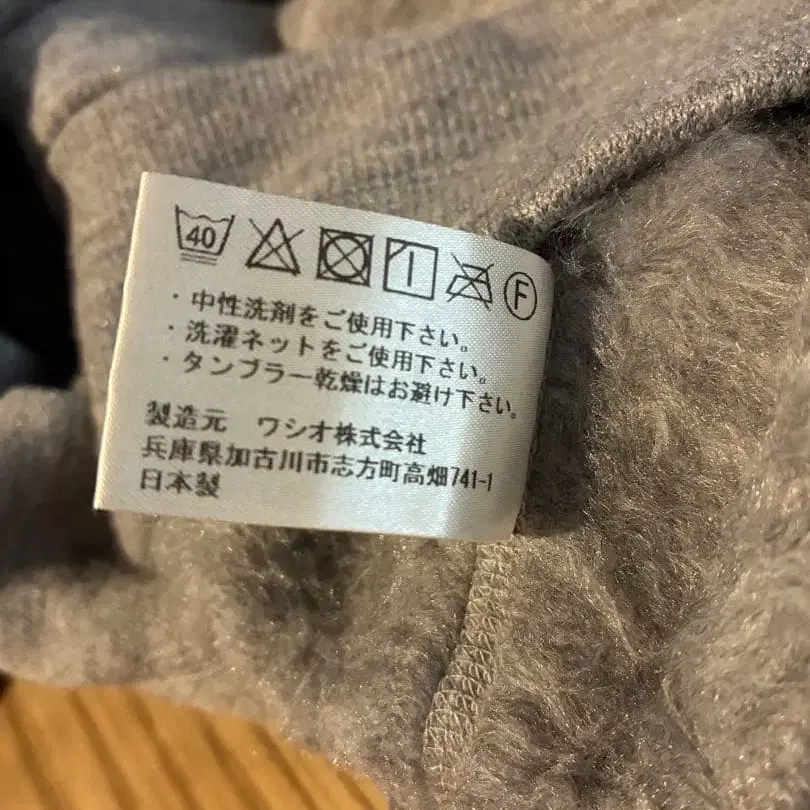 40 F
・中性洗剤をご使用下さい。
・洗濯ネットをご使用下さい。
・タンブラー乾燥はお避け下さい。
製造元 ワシオ株式会社
兵庫県加古川市志方町高畑741-1
日本製